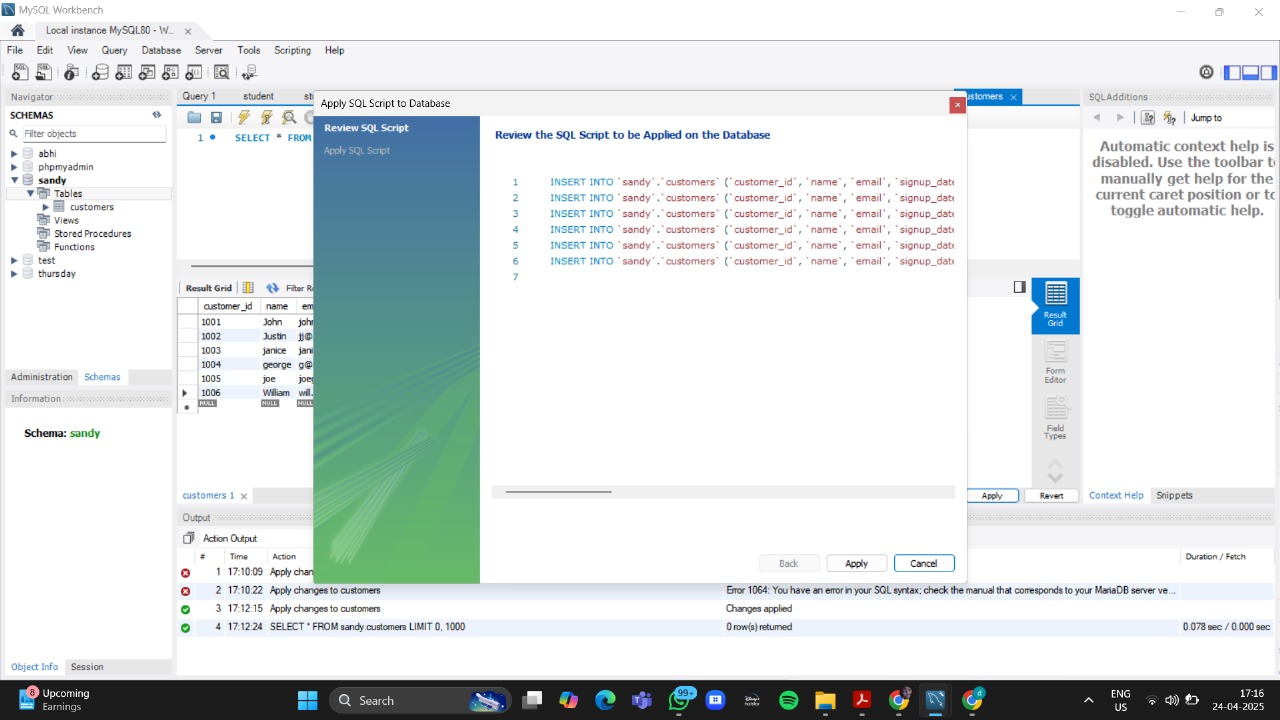 MySQL Workbench
Local instance MySQL80 - W...
File Edit View Query Database Server Tools Scripting Help
Navigator
SCHEMAS
Filter objects
abhi
phpmyadmin
sandy
Tables
customers
Views
Stored Procedures
Functions
test
thursday
Administration Schemas
Information
Schema: sandy
Object Info Session
Query 1 student
1 SELECT * FROM
Result Grid Filter
customer_id name em
1001 John
1002 Justin jj@
1003 janice
1004 george g@
1005 joe
1006 William will.
NULL NULL NULL
customers 1
Apply SQL Script to Database
Review SQL Script
Apply SQL Script
Review the SQL Script to be Applied on the Database
1 INSERT INTO `sandy`.`customers` (`customer_id`, `name`, `email`, `signup_date
2 INSERT INTO `sandy`.`customers` (`customer_id`, `name`, `email`, `signup_date
3 INSERT INTO `sandy`.`customers` (`customer_id`, `name`, `email`, `signup_date
4 INSERT INTO `sandy`.`customers` (`customer_id`, `name`, `email`, `signup_date
5 INSERT INTO `sandy`.`customers` (`customer_id`, `name`, `email`, `signup_date
6 INSERT INTO `sandy`.`customers` (`customer_id`, `name`, `email`, `signup_date
7
Back Apply Cancel
ustomers
Result
Grid
Form
Editor
Field
Types
Apply Revert
SQLAdditions
Jump to
Automatic context help is
disabled. Use the toolbar to
manually get help for the
current caret position or to
toggle automatic help.
Context Help Snippets
Output
Action Output
# Time Action Duration / Fetch
1 17:10:09 Apply chan
2 17:10:22 Apply changes to customers Error 1064: You have an error in your SQL syntax; check the manual that corresponds to your MariaDB server ve...
3 17:12:15 Apply changes to customers Changes applied
4 17:12:24 SELECT * FROM sandy.customers LIMIT 0, 1000 0 row(s) returned 0.078 sec / 0.000 sec
8 Upcoming
Earnings
Search
99+
ENG
US
17:16
24-04-2025